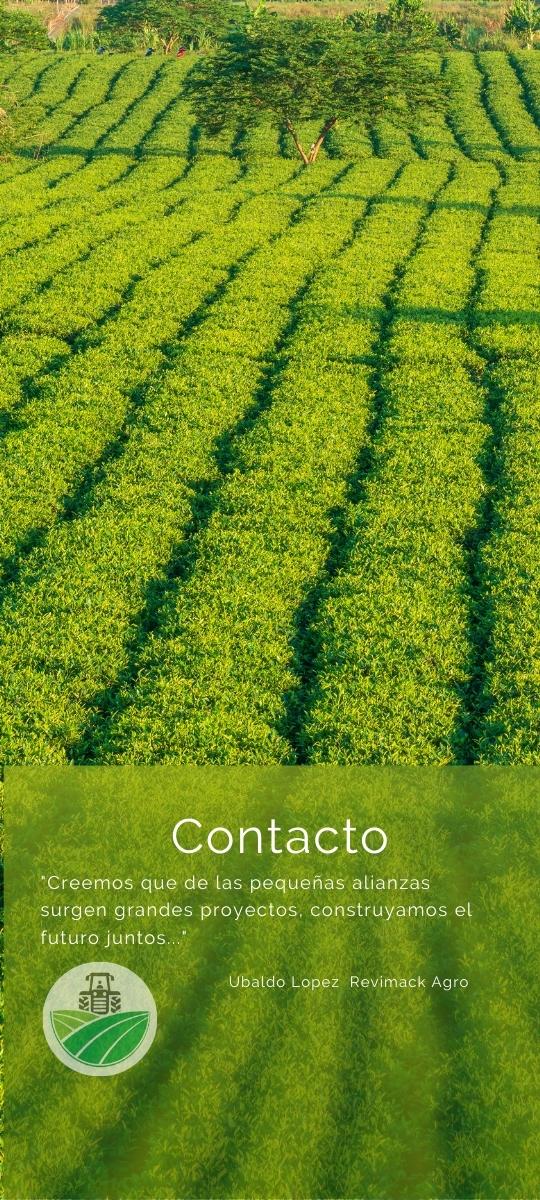 Contacto
"Creemos que de las pequeñas alianzas
surgen grandes proyectos, construyamos el
futuro juntos..."
Ubaldo Lopez  Revimack Agro